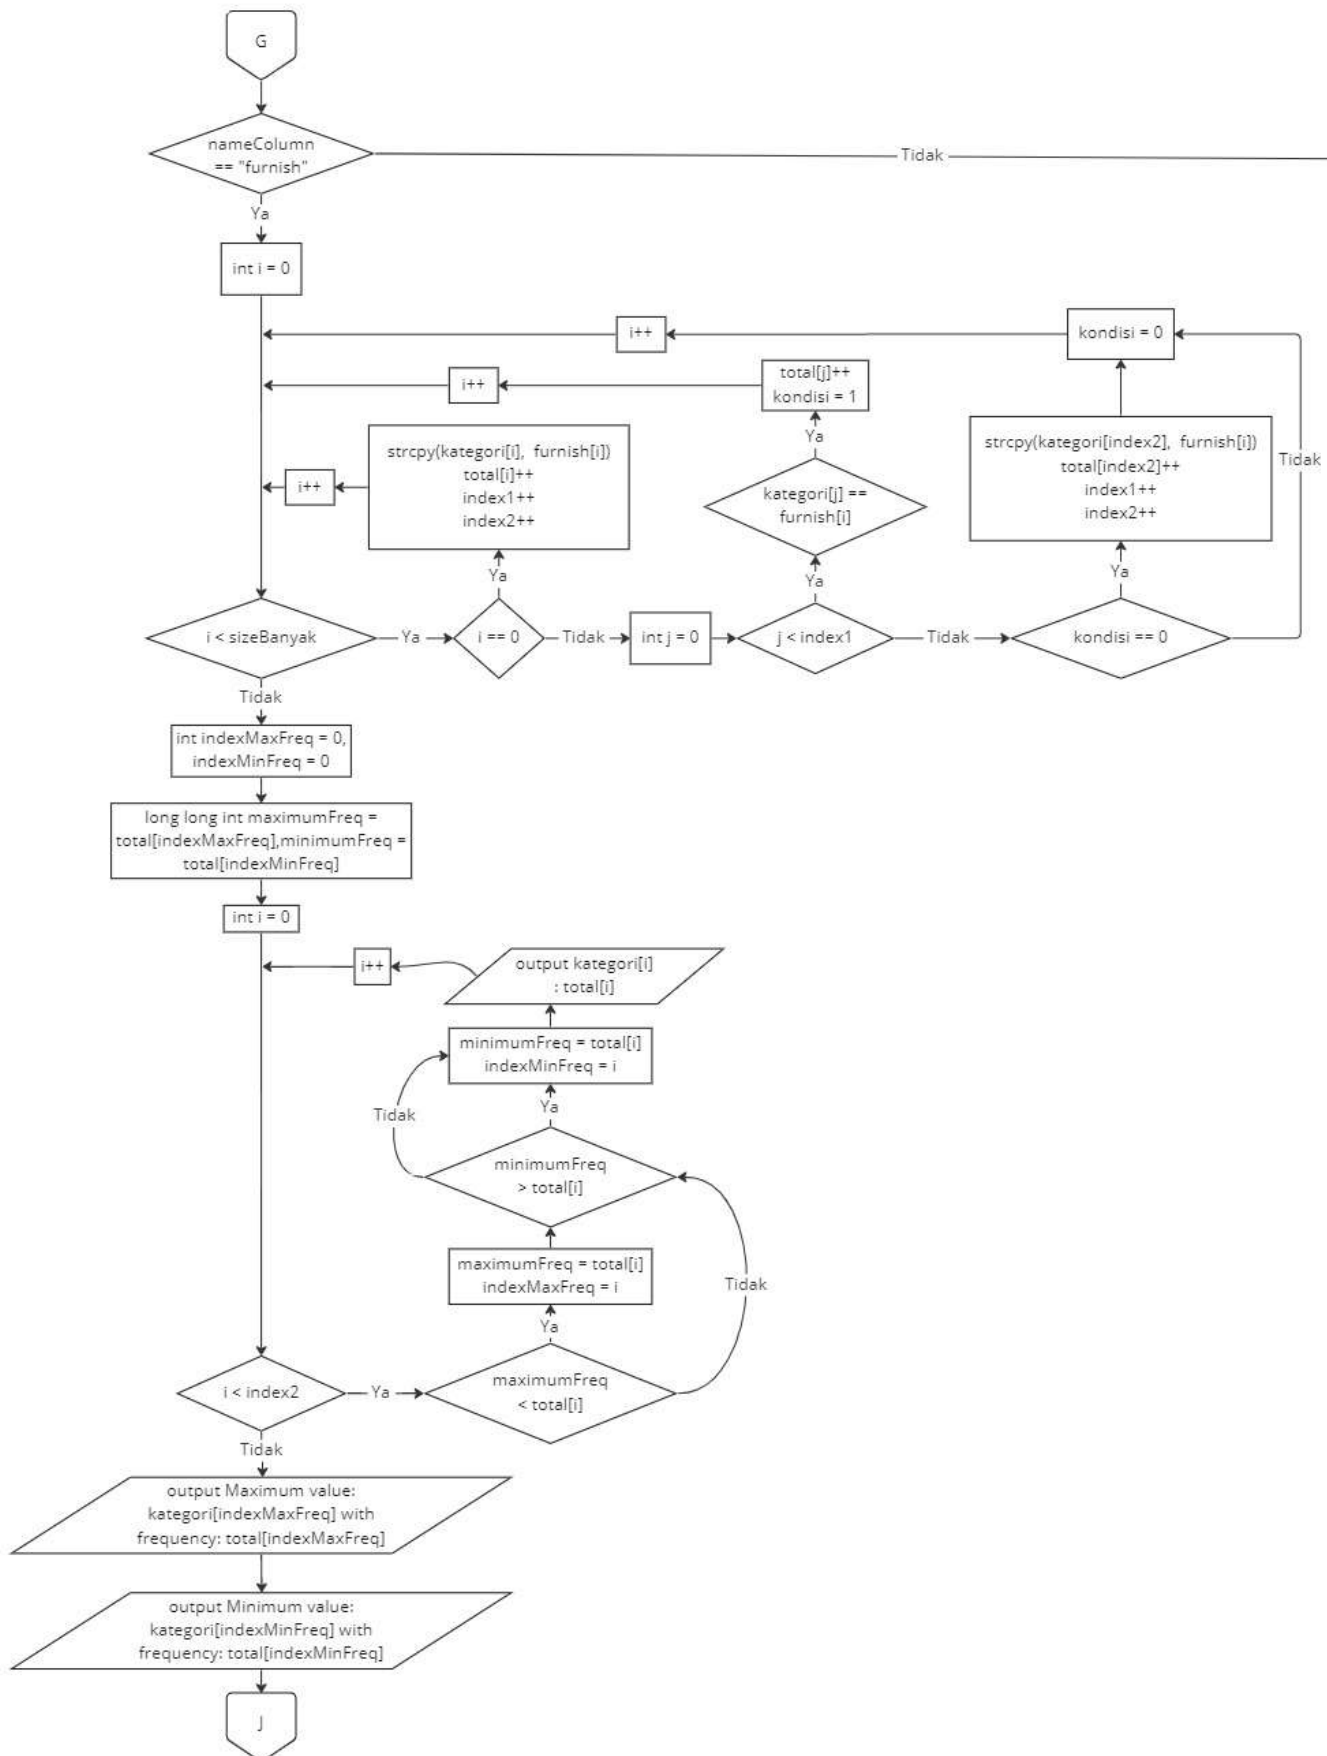 G
nameColumn
== "furnish"
Tidak
Ya
int i = 0
i++
kondisi = 0
i++
total[j]++
kondisi = 1
Ya
strcpy(kategori[i], furnish[i])
total[i]++
index1++
index2++
i++
kategori[j] ==
furnish[i]
strcpy(kategori[index2], furnish[i])
total[index2]++
index1++
index2++
Tidak
Ya
Ya
Ya
i < sizeBanyak
Ya
i == 0
Tidak
int j = 0
j < index1
Tidak
kondisi == 0
Tidak
int indexMaxFreq = 0,
indexMinFreq = 0
long long int maximumFreq =
total[indexMaxFreq],minimumFreq =
total[indexMinFreq]
int i = 0
i++
output kategori[i]
: total[i]
minimumFreq = total[i]
indexMinFreq = i
Tidak
Ya
minimumFreq
> total[i]
maximumFreq = total[i]
indexMaxFreq = i
Tidak
Ya
i < index2
Ya
maximumFreq
< total[i]
Tidak
output Maximum value:
kategori[indexMaxFreq] with
frequency: total[indexMaxFreq]
output Minimum value:
kategori[indexMinFreq] with
frequency: total[indexMinFreq]
J